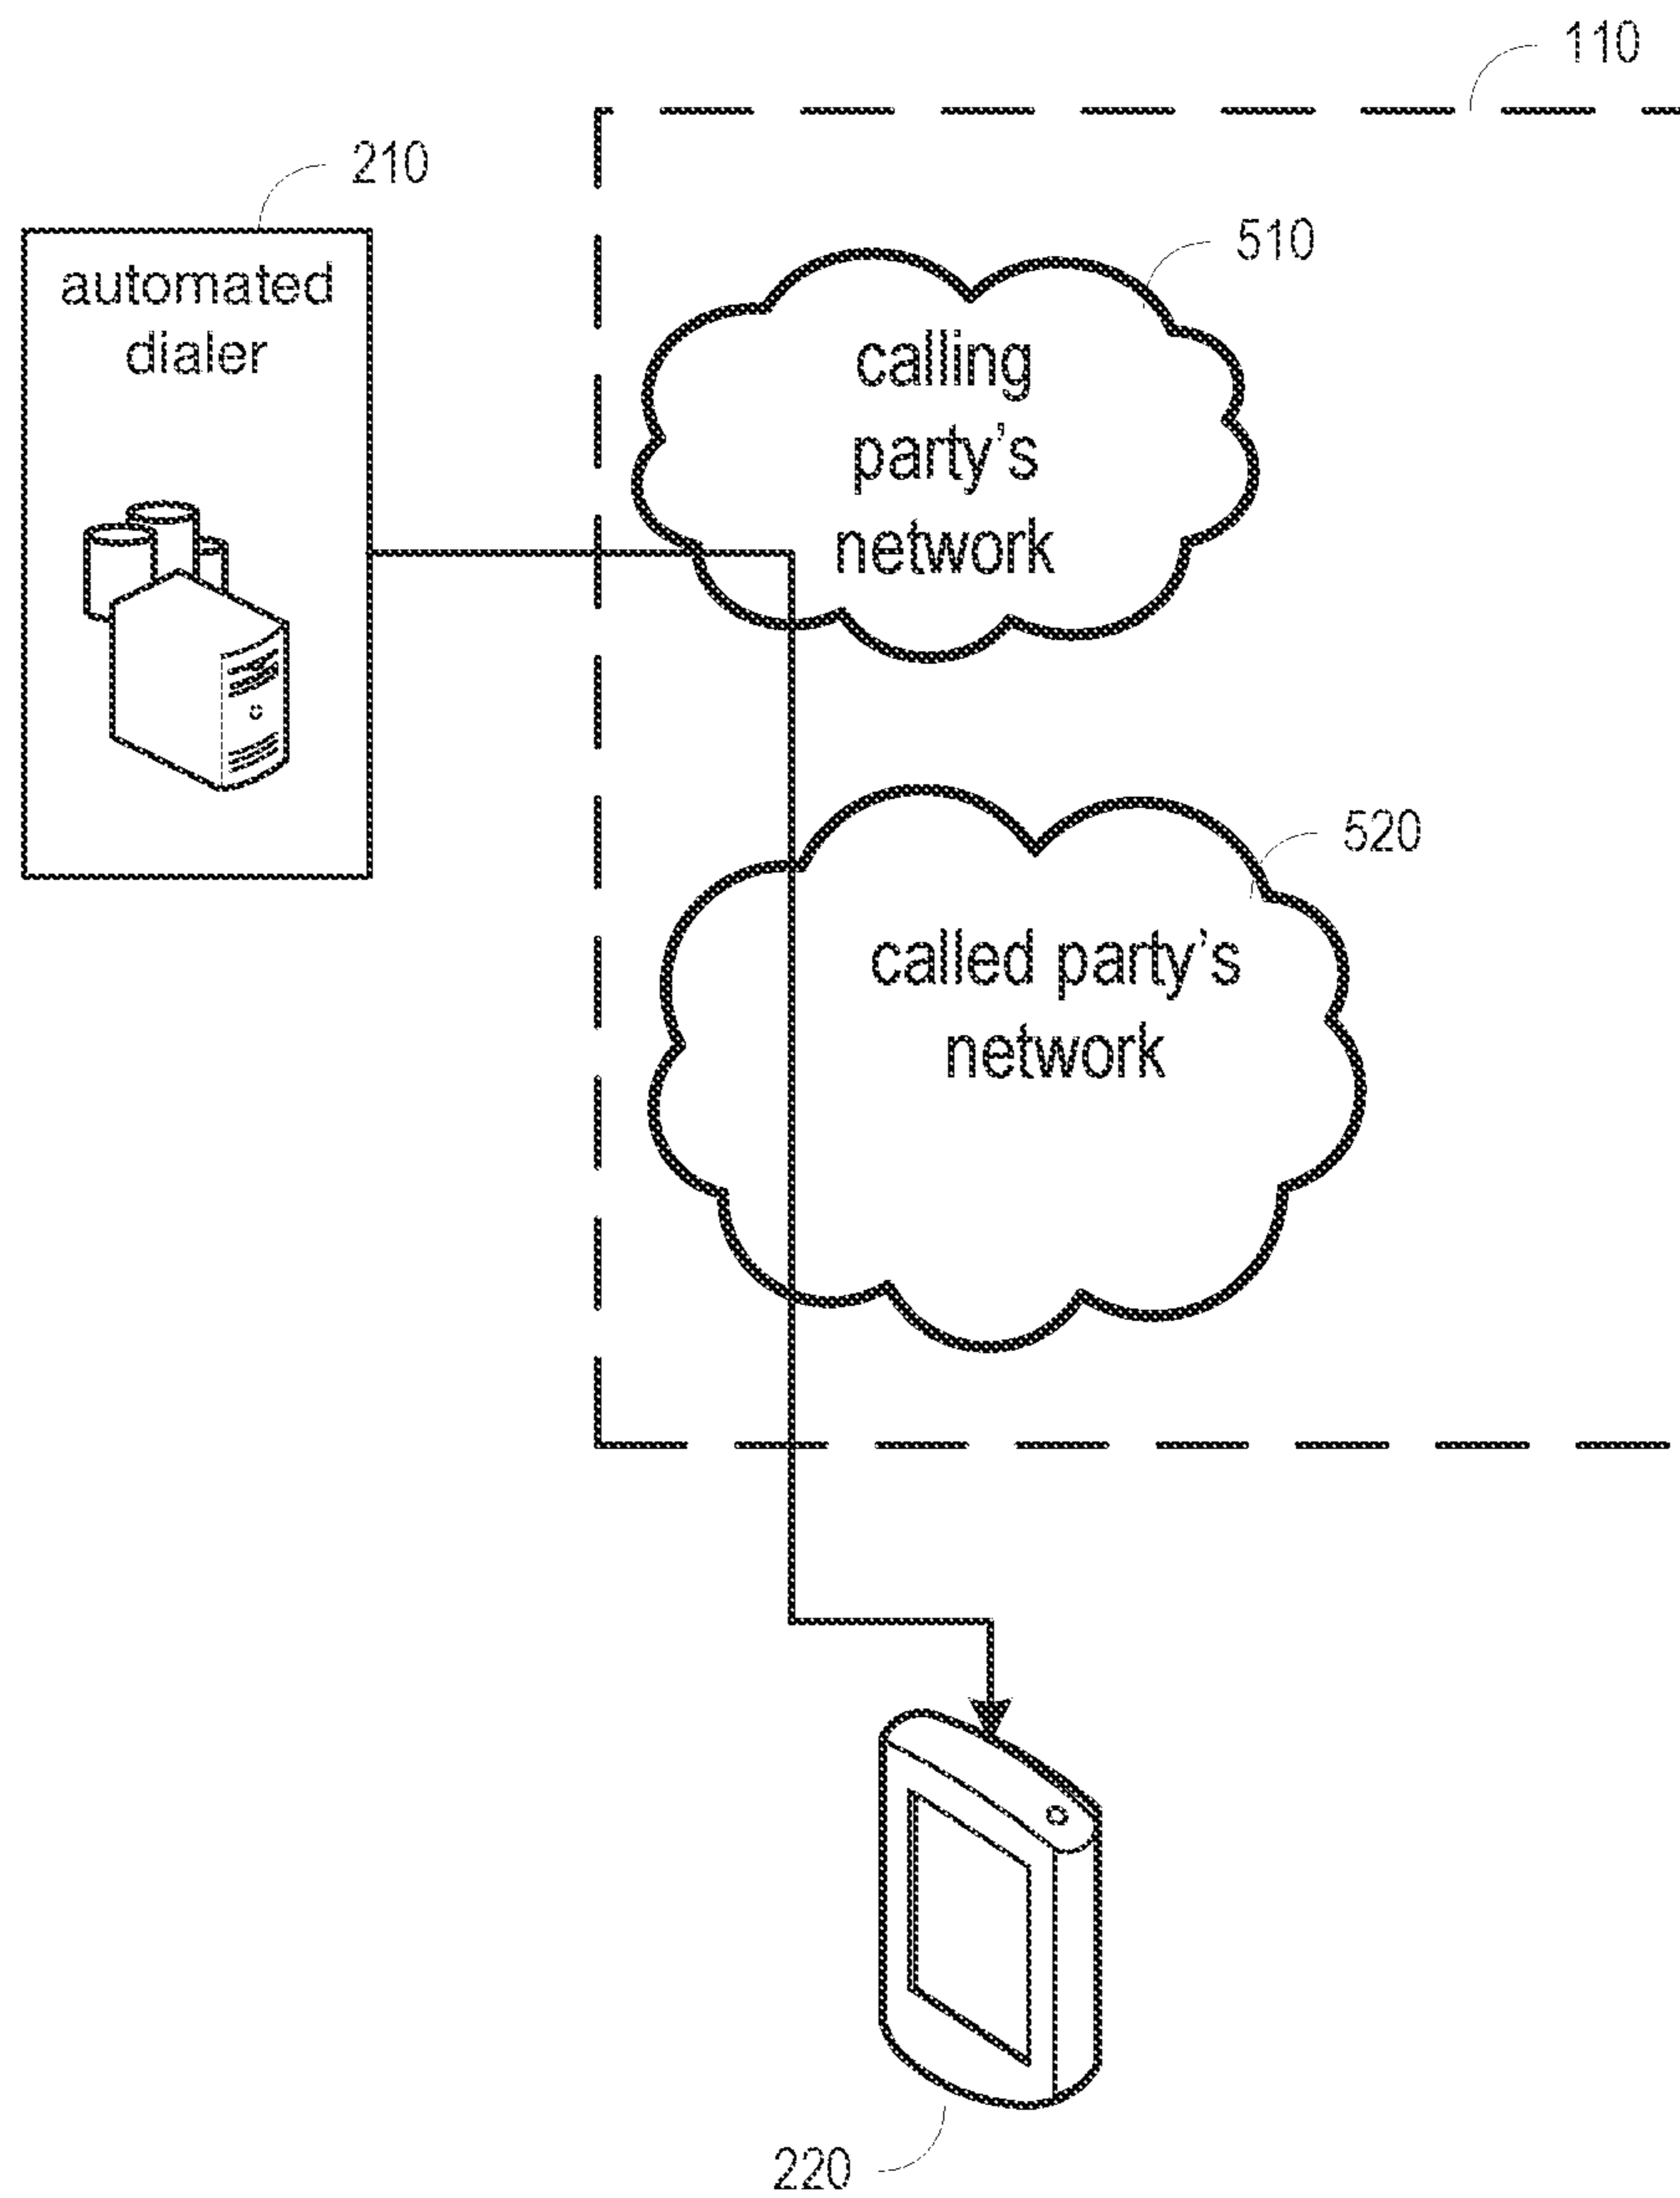 110
210
automated
dialer
510
calling
party's
network
520
called party's
network
220